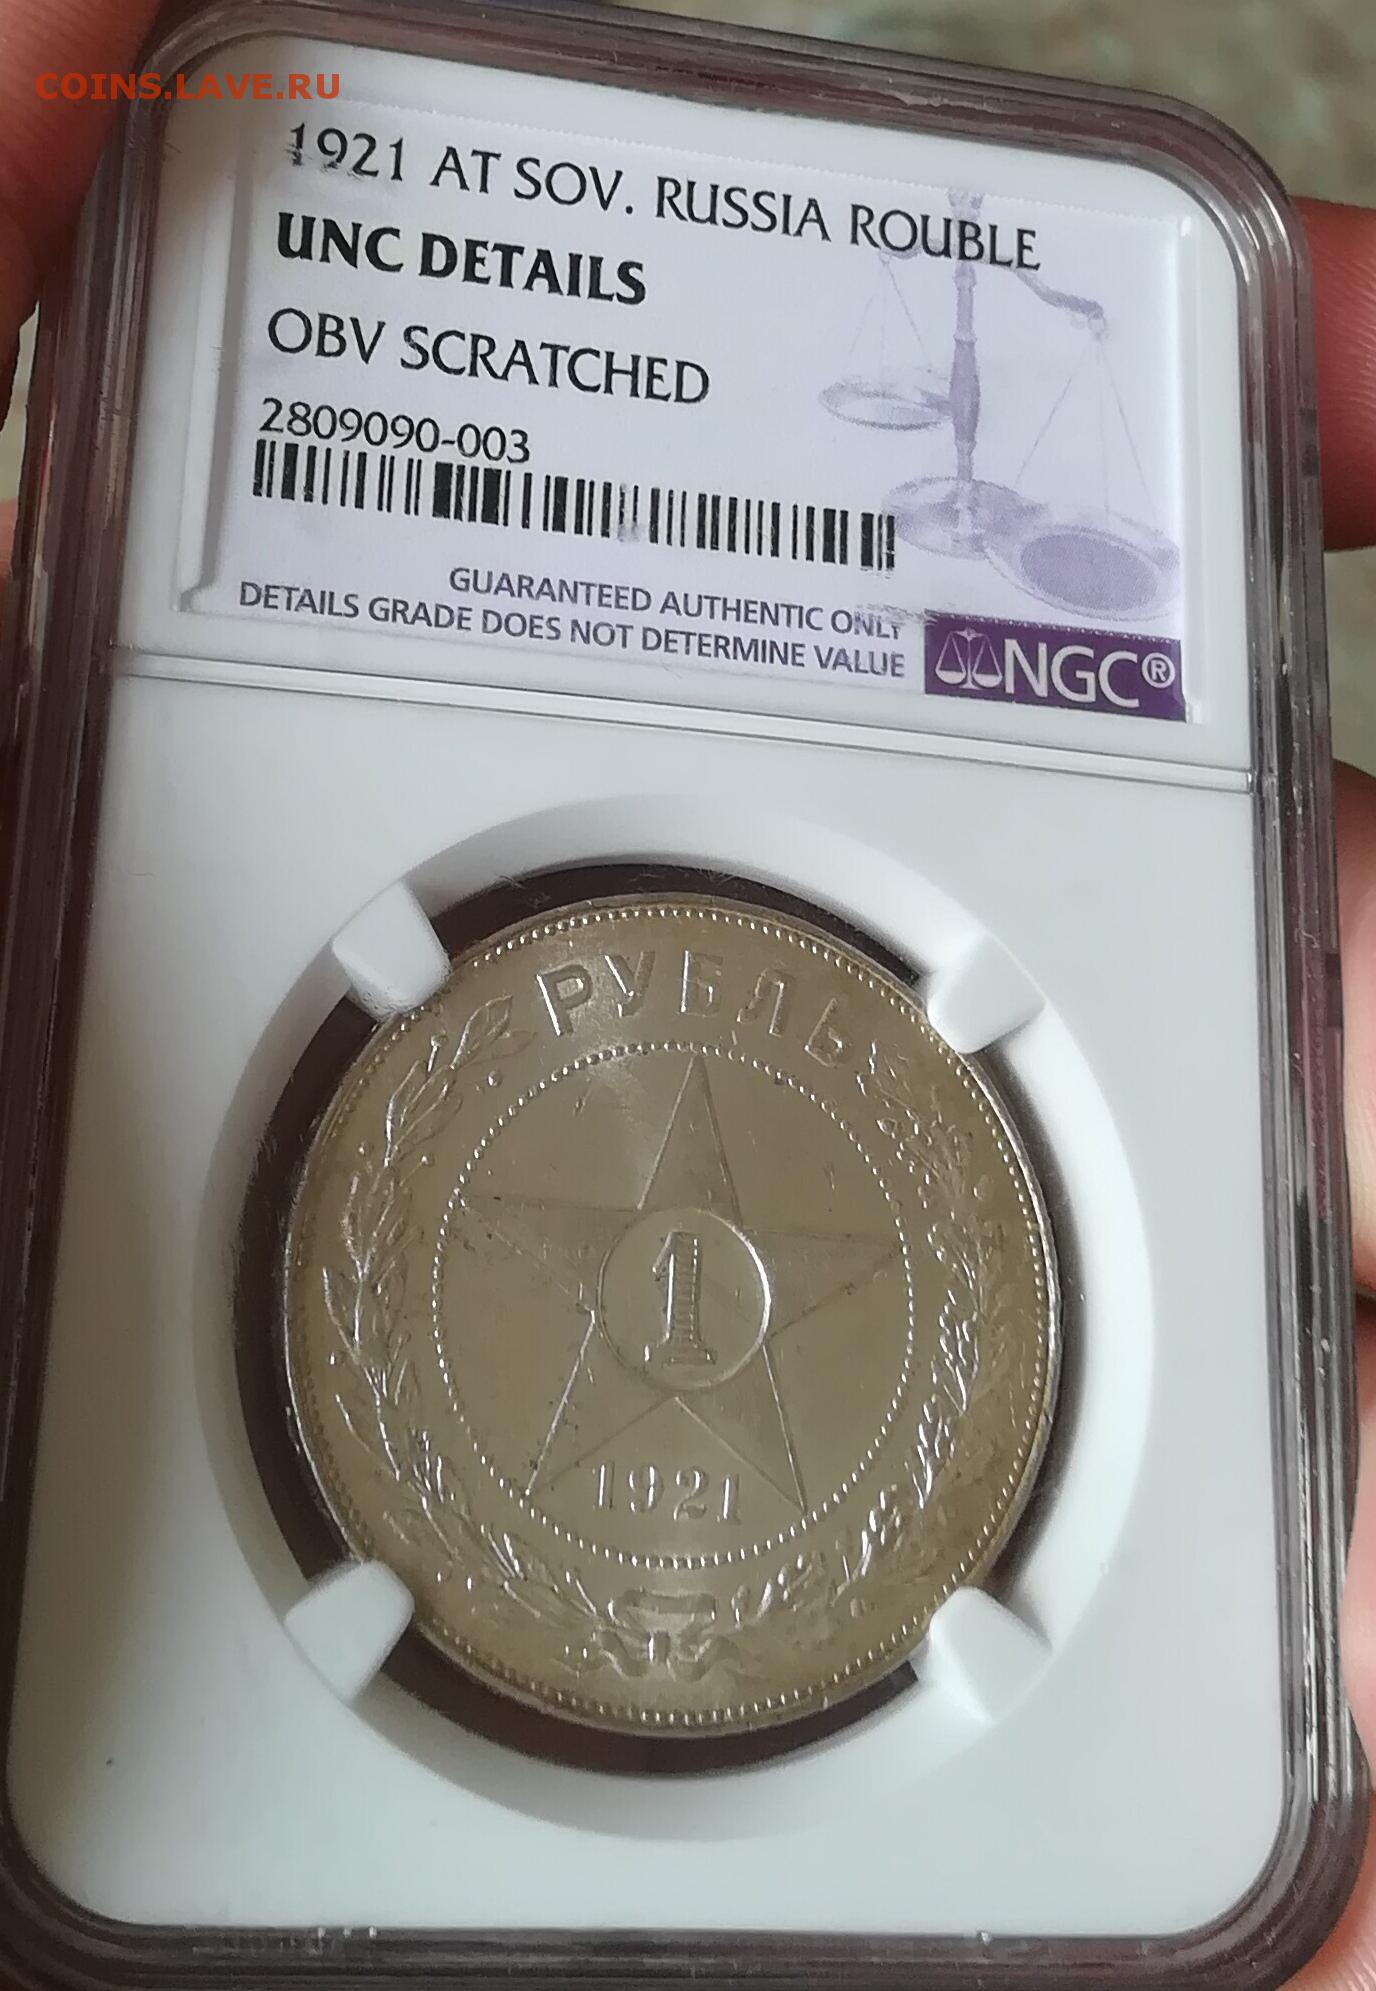 COINS.LAVE.RU
1921 AT SOV. RUSSIA ROUBLE
UNC DETAILS
OBV SCRATCHED
2809090-003
GUARANTEED AUTHENTIC ONLY
DETAILS GRADE DOES NOT DETERMINE VALUE
NGC®
РУБЛЬ
1
1921